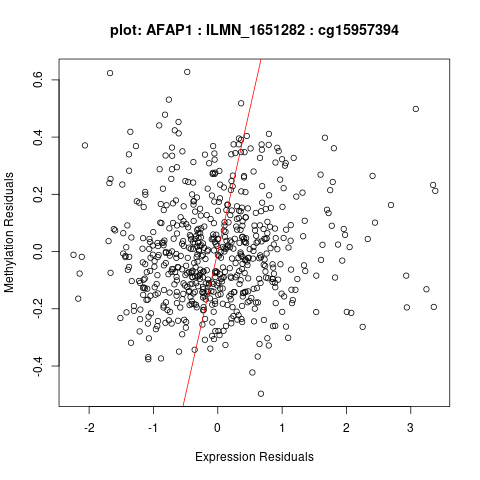 plot: AFAP1 : ILMN_1651282 : cg15957394
0.6
0.4
0.2
0.0
-0.2
-0.4
Methylation Residuals
-2 -1 0 1 2 3
Expression Residuals